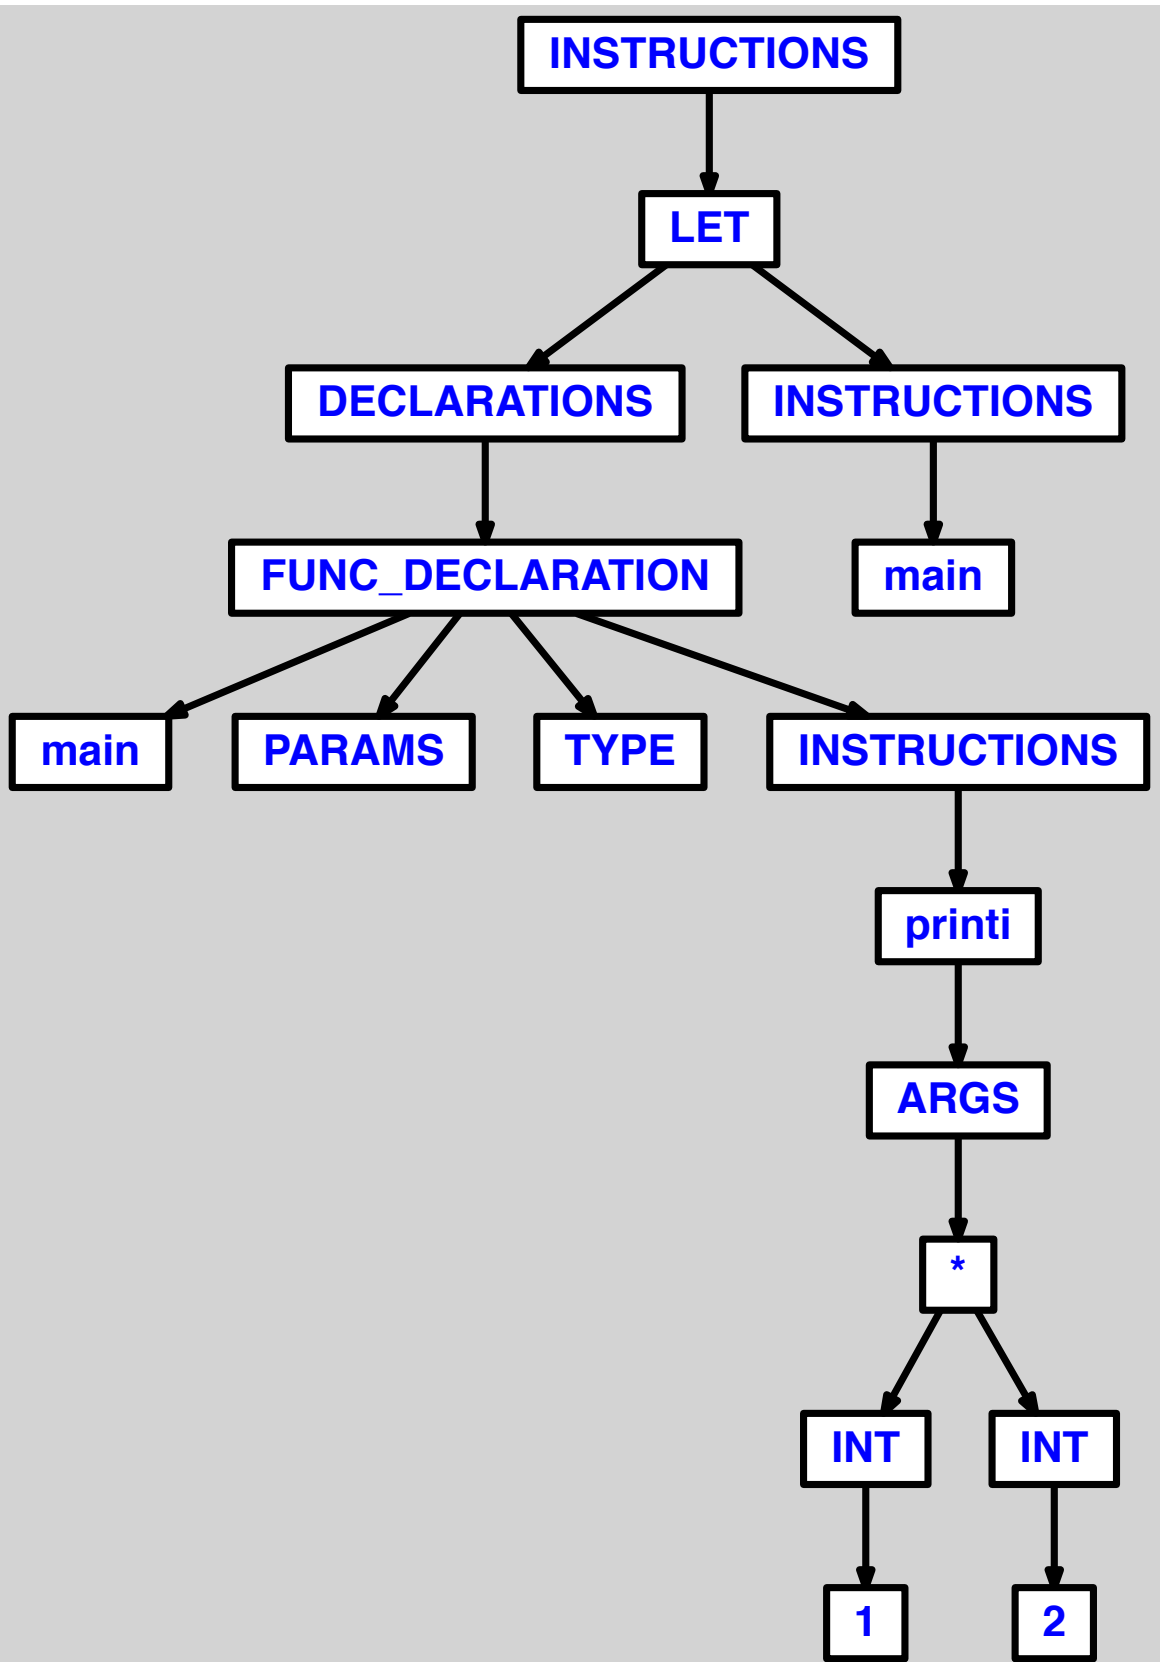 INSTRUCTIONS
LET
DECLARATIONS
INSTRUCTIONS
FUNC_DECLARATION
main
main
PARAMS
TYPE
INSTRUCTIONS
printi
ARGS
*
INT
INT
1
2